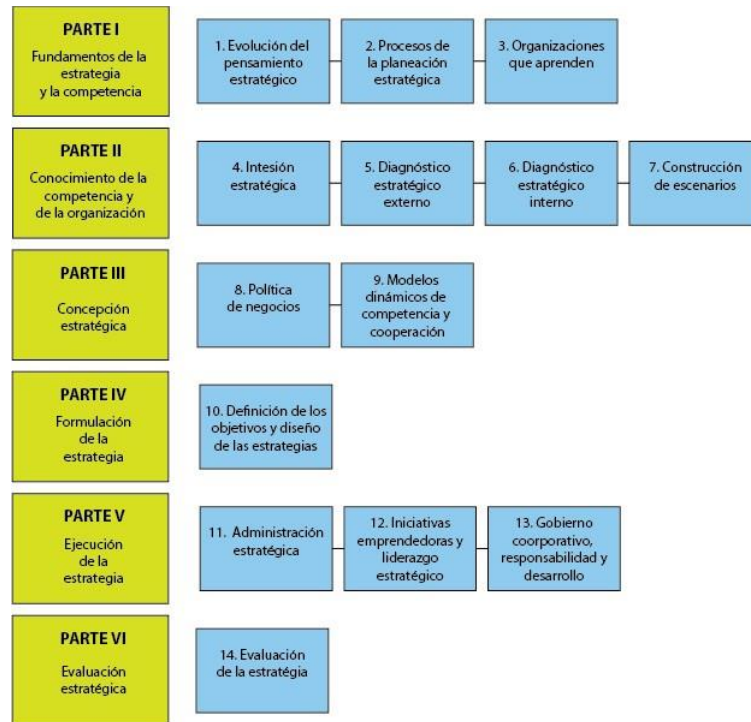 PARTE I
Fundamentos de la
estrategia
y la competencia
1. Evolución del
pensamiento
estratégico
2. Procesos de
la planeación
estratégica
3. Organizaciones
que aprenden
PARTE II
Conocimiento de la
competencia y
de la organización
4. Intesión
estratégica
5. Diagnóstico
estratégico
externo
6. Diagnóstico
estratégico
interno
7. Construcción
de escenarios
PARTE III
Concepción
estratégica
8. Política
de negocios
9. Modelos
dinámicos de
competencia y
cooperación
PARTE IV
Formulación
de la
estrategia
10. Definición de los
objetivos y diseño
de las estrategias
PARTE V
Ejecución
de la
estrategia
11. Administración
estratégica
12. Iniciativas
emprendedoras y
liderazgo
estratégico
13. Gobierno
coorporativo,
responsabilidad y
desarrollo
PARTE VI
Evaluación
estratégica
14. Evaluación
de la estratégia